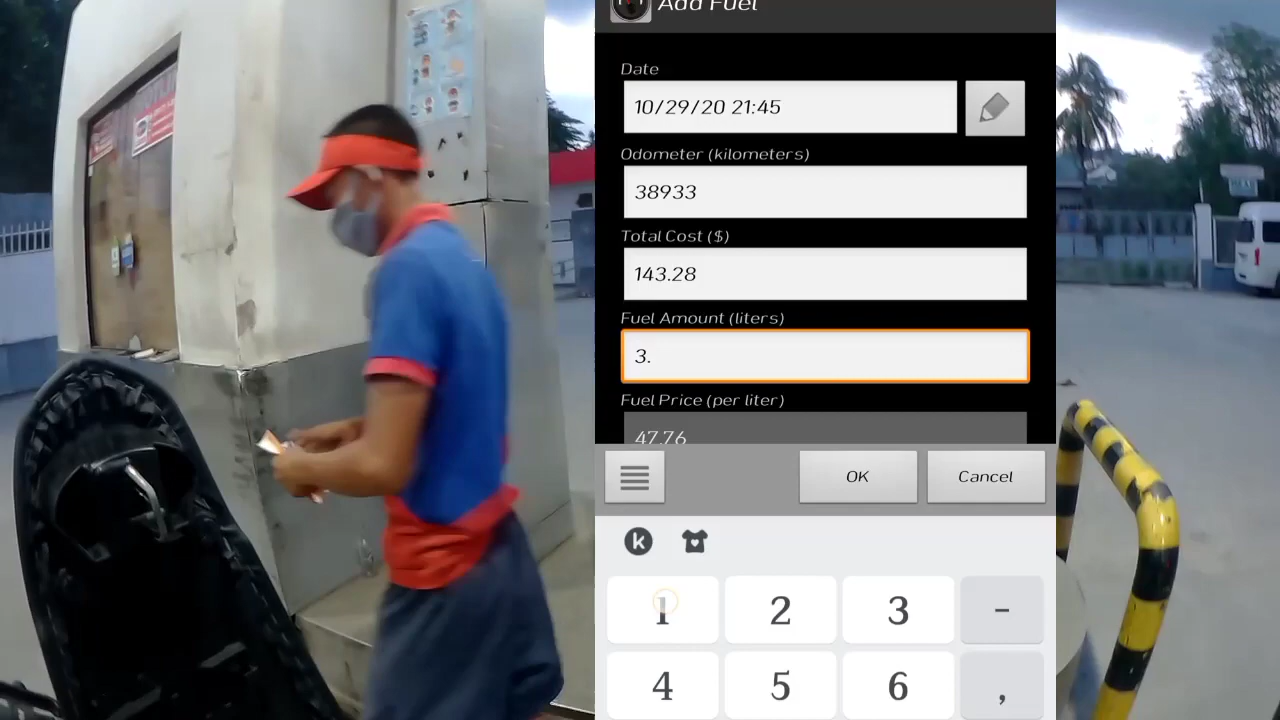 Add Fuel
Date
10/29/20 21:45
Odometer (kilometers)
38933
Total Cost ($)
143.28
Fuel Amount (liters)
3.
Fuel Price (per liter)
47.76
OK
Cancel
k
1
2
3
-
4
5
6
,